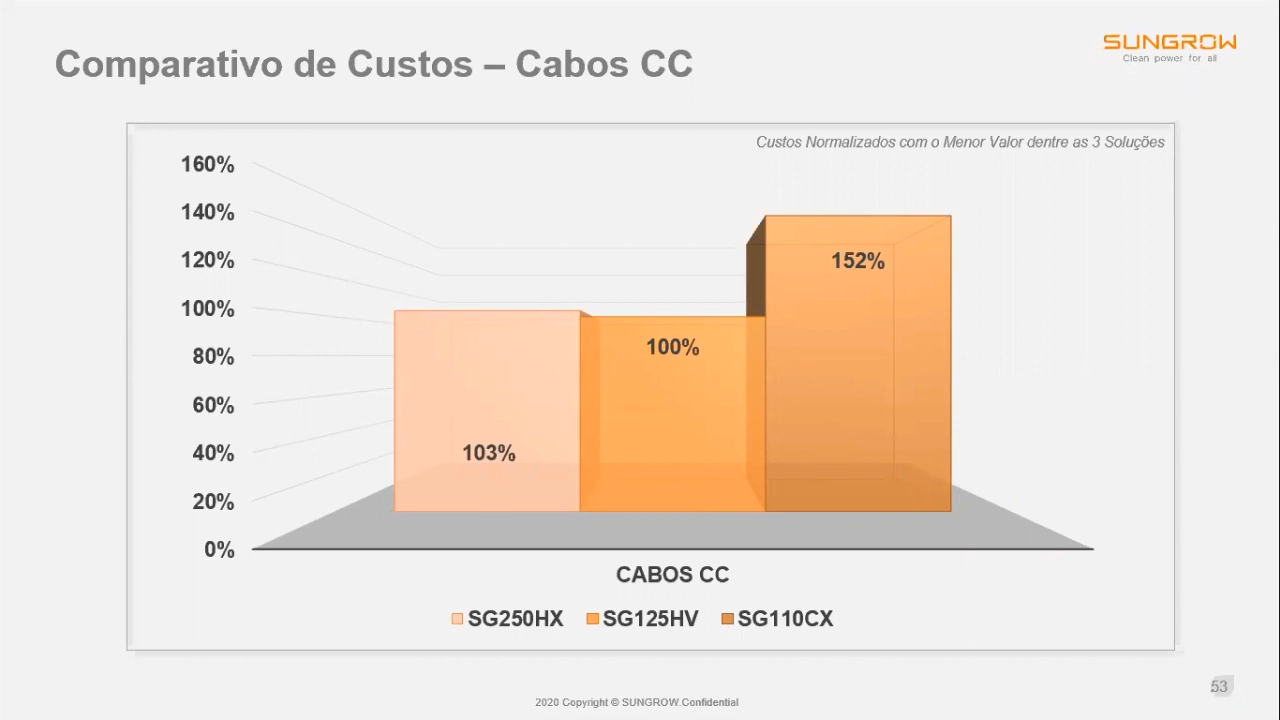 Comparativo de Custos – Cabos CC
SUNGROW
Clean power for all
Custos Normalizados com o Menor Valor dentre as 3 Soluções
160%
140%
120%
100%
80%
60%
40%
20%
0%
103%
100%
152%
CABOS CC
SG250HX SG125HV SG110CX
2020 Copyright © SUNGROW.Confidential
53